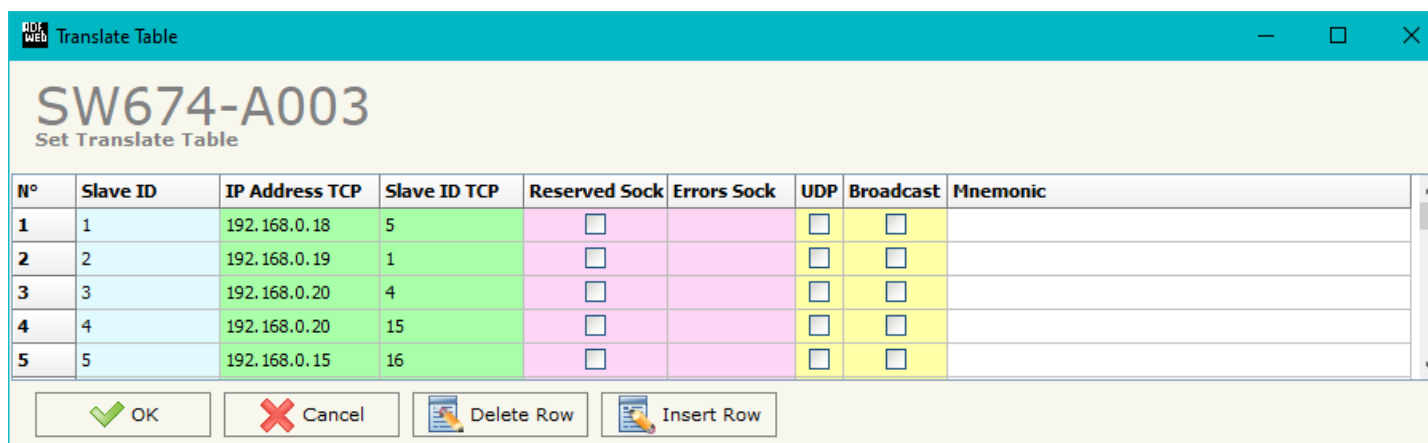 ADF WEB Translate Table
SW674-A003
Set Translate Table
N° Slave ID IP Address TCP Slave ID TCP Reserved Sock Errors Sock UDP Broadcast Mnemonic
1 1 192.168.0.18 5
2 2 192.168.0.19 1
3 3 192.168.0.20 4
4 4 192.168.0.20 15
5 5 192.168.0.15 16
OK Cancel Delete Row Insert Row